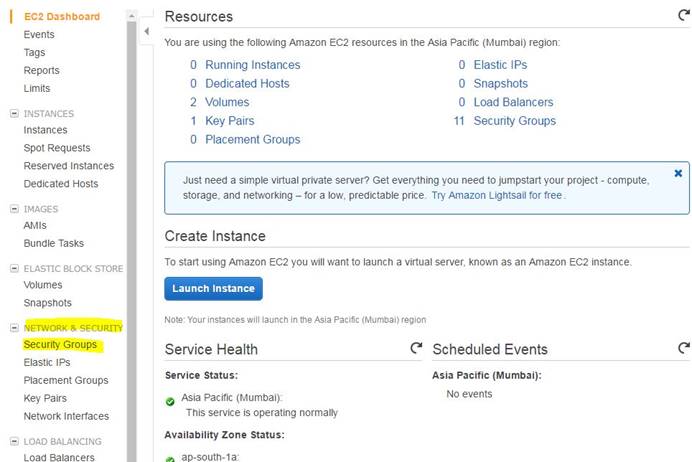 EC2 Dashboard
Events
Tags
Reports
Limits
INSTANCES
Instances
Spot Requests
Reserved Instances
Dedicated Hosts
IMAGES
AMIs
Bundle Tasks
ELASTIC BLOCK STORE
Volumes
Snapshots
NETWORK & SECURITY
Security Groups
Elastic IPs
Placement Groups
Key Pairs
Network Interfaces
LOAD BALANCING
Load Balancers
Resources
You are using the following Amazon EC2 resources in the Asia Pacific (Mumbai) region:
0 Running Instances
0 Dedicated Hosts
2 Volumes
1 Key Pairs
0 Placement Groups
0 Elastic IPs
0 Snapshots
0 Load Balancers
11 Security Groups
Just need a simple virtual private server? Get everything you need to jumpstart your project - compute,
storage, and networking – for a low, predictable price. Try Amazon Lightsail for free.
Create Instance
To start using Amazon EC2 you will want to launch a virtual server, known as an Amazon EC2 instance.
Launch Instance
Note: Your instances will launch in the Asia Pacific (Mumbai) region
Service Health
Service Status:
Asia Pacific (Mumbai):
This service is operating normally
Availability Zone Status:
ap-south-1a:
Scheduled Events
Asia Pacific (Mumbai):
No events